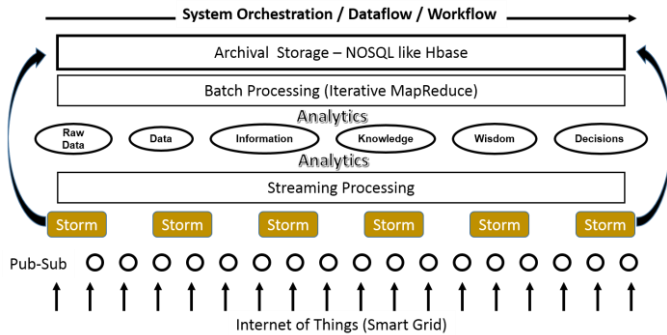 System Orchestration / Dataflow / Workflow
Archival Storage – NOSQL like Hbase
Batch Processing (Iterative MapReduce)
Analytics
Raw
Data
Data
Information
Knowledge
Wisdom
Decisions
Analytics
Streaming Processing
Storm Storm Storm Storm Storm Storm
Pub-Sub
Internet of Things (Smart Grid)